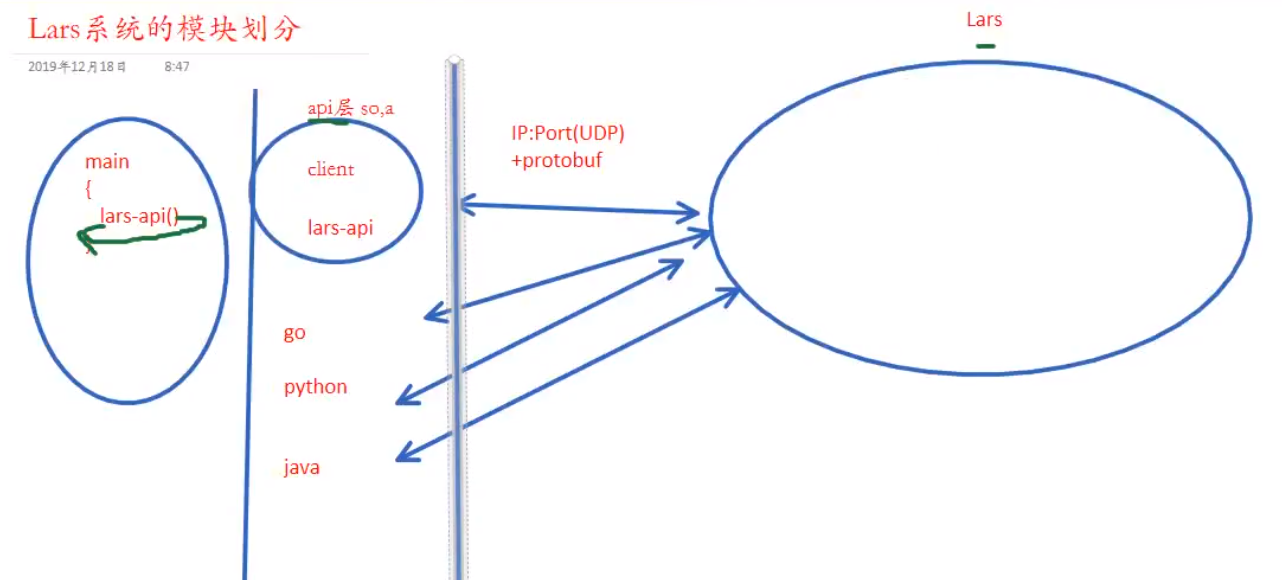 Lars系统的模块划分
2019年12月18日 8:47
Lars
api层 so,a
main
{
lars-api()
}
client
lars-api
IP:Port(UDP)
+protobuf
go
python
java